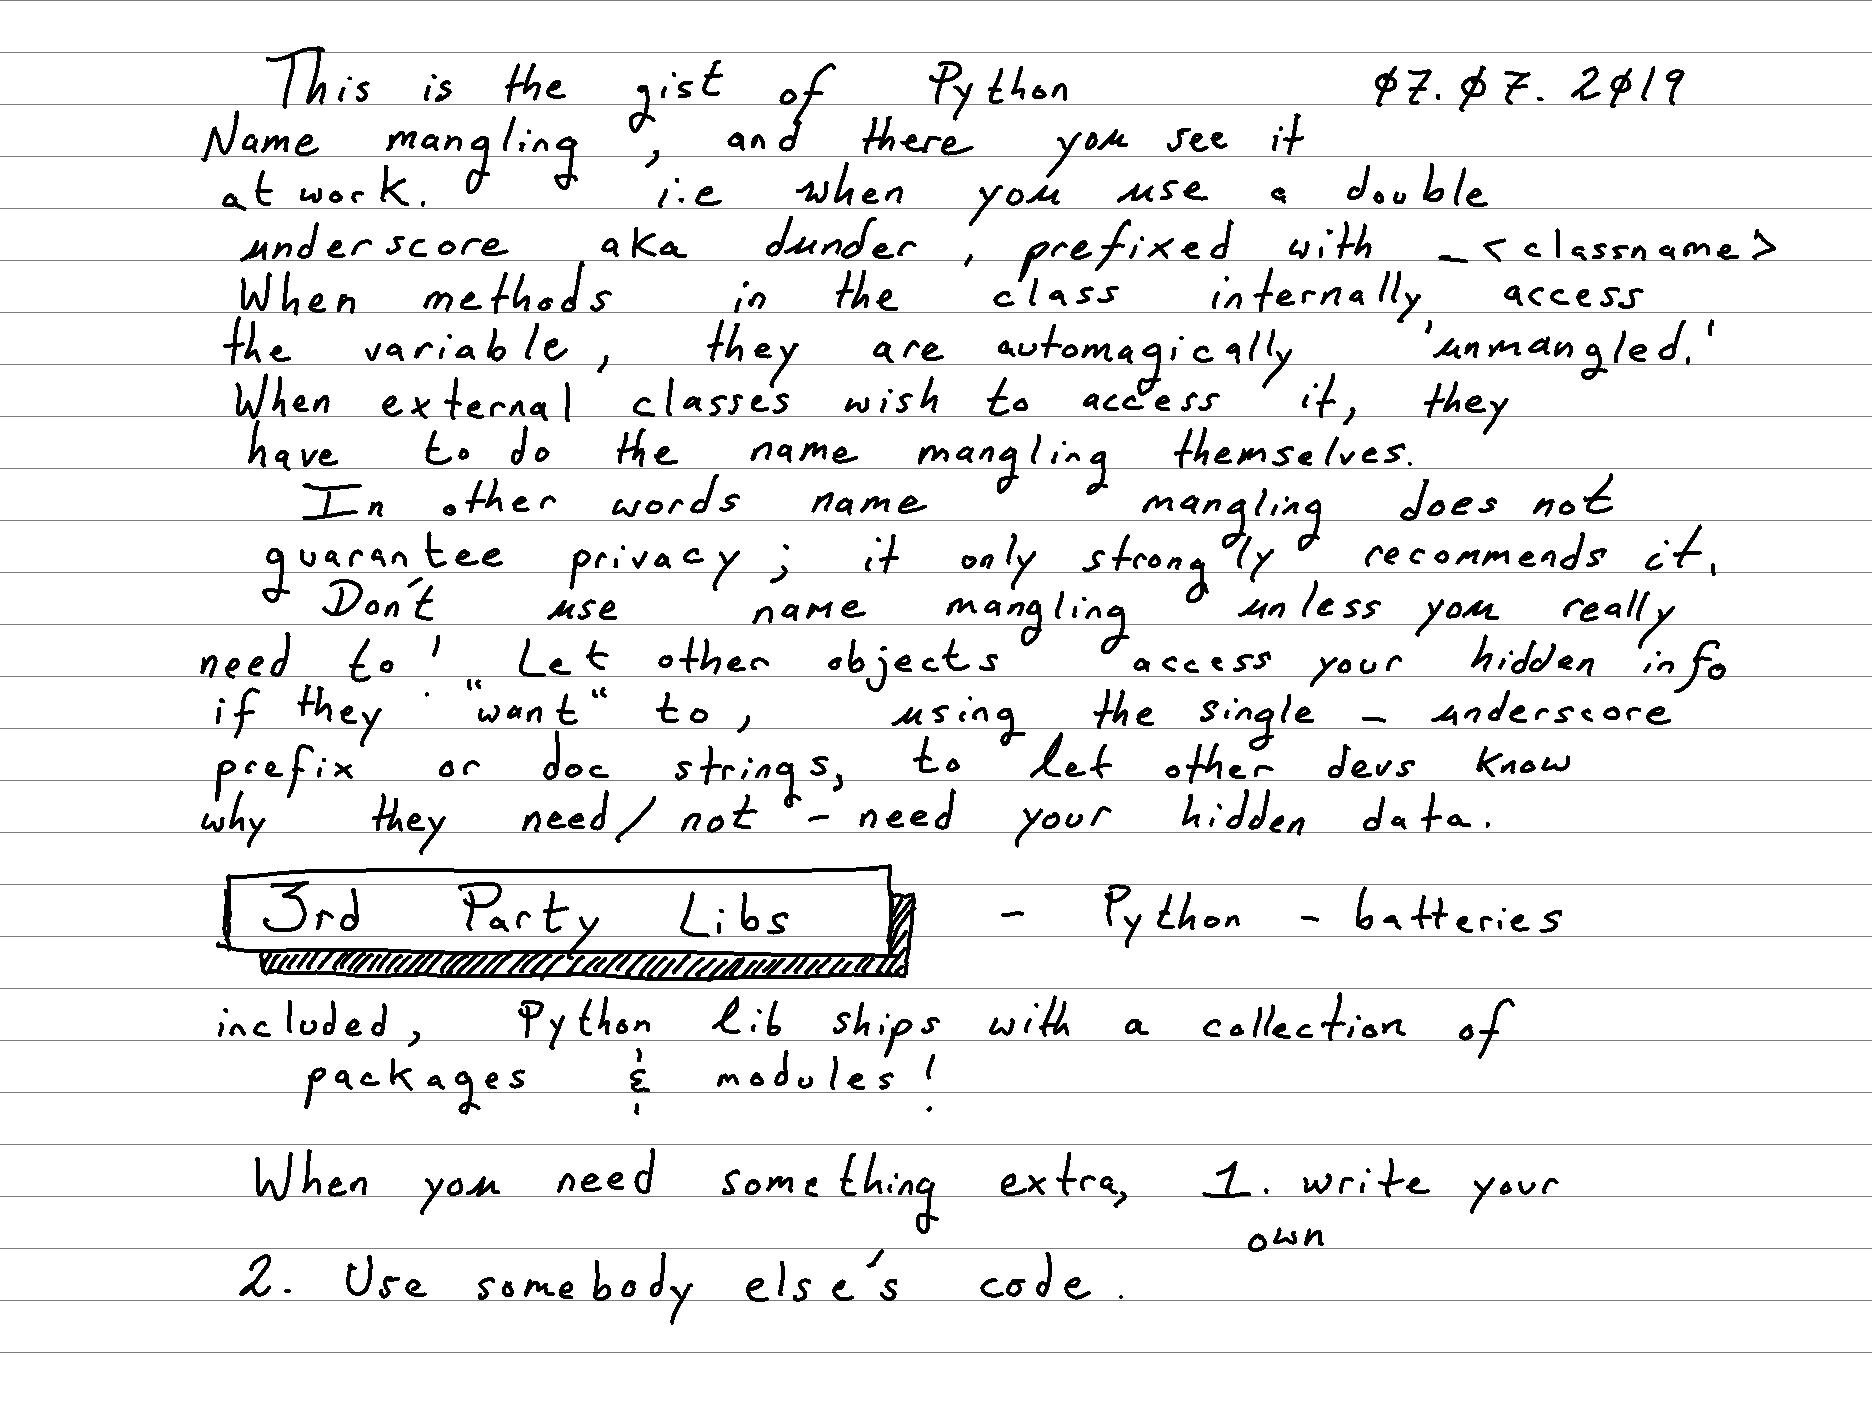 This is the gist of Python 07.07.2019
Name mangling, and there you see it
at work. i.e when you use a double
underscore aka dunder, prefixed with _<classname>
When methods in the class internally access
the variable, they are automagically 'unmangled.'
When external classes wish to access it, they
have to do the name mangling themselves.
In other words name mangling does not
guarantee privacy; it only strongly recommends it.
Don't use name mangling unless you really
need to! Let other objects access your hidden info
if they "want" to, using the single - underscore
prefix or doc strings, to let other devs know
why they need/not-need your hidden data.
3rd Party Libs - Python - batteries
included, Python lib ships with a collection of
packages & modules!
When you need something extra, 1. write your
own
2. Use somebody else's code.